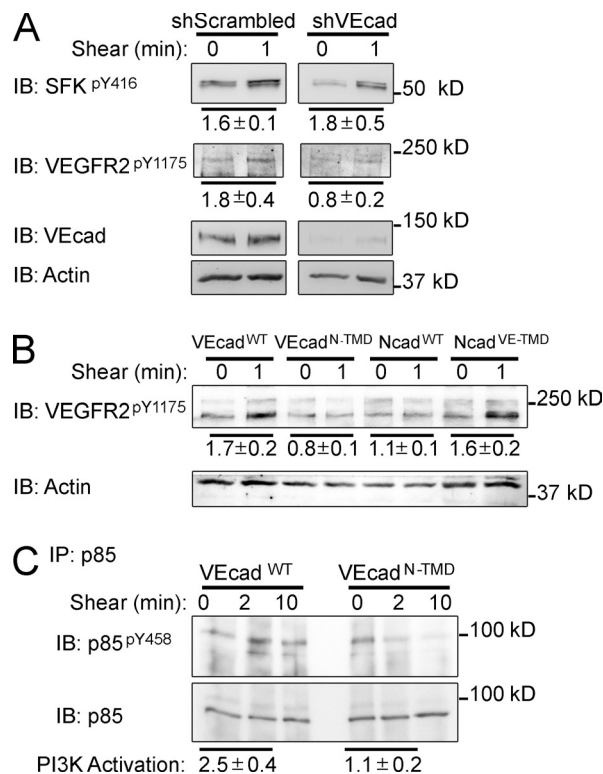 A
shScrambled shVEcad
Shear (min): 0 1 0 1
IB: SFK pY416
50 kD
1.6±0.1 1.8±0.5
250 kD
IB: VEGFR2 pY1175
1.8±0.4 0.8±0.2
150 kD
IB: VEcad
IB: Actin
37 kD
B
VEcad WT VEcad N-TMD Ncad WT Ncad VE-TMD
Shear (min): 0 1 0 1 0 1 0 1
250 kD
IB: VEGFR2 pY1175
1.7±0.2 0.8±0.1 1.1±0.1 1.6±0.2
IB: Actin
37 kD
C
IP: p85
VEcad WT VEcad N-TMD
Shear (min): 0 2 10 0 2 10
100 kD
IB: p85 pY458
100 kD
IB: p85
PI3K Activation: 2.5±0.4 1.1±0.2